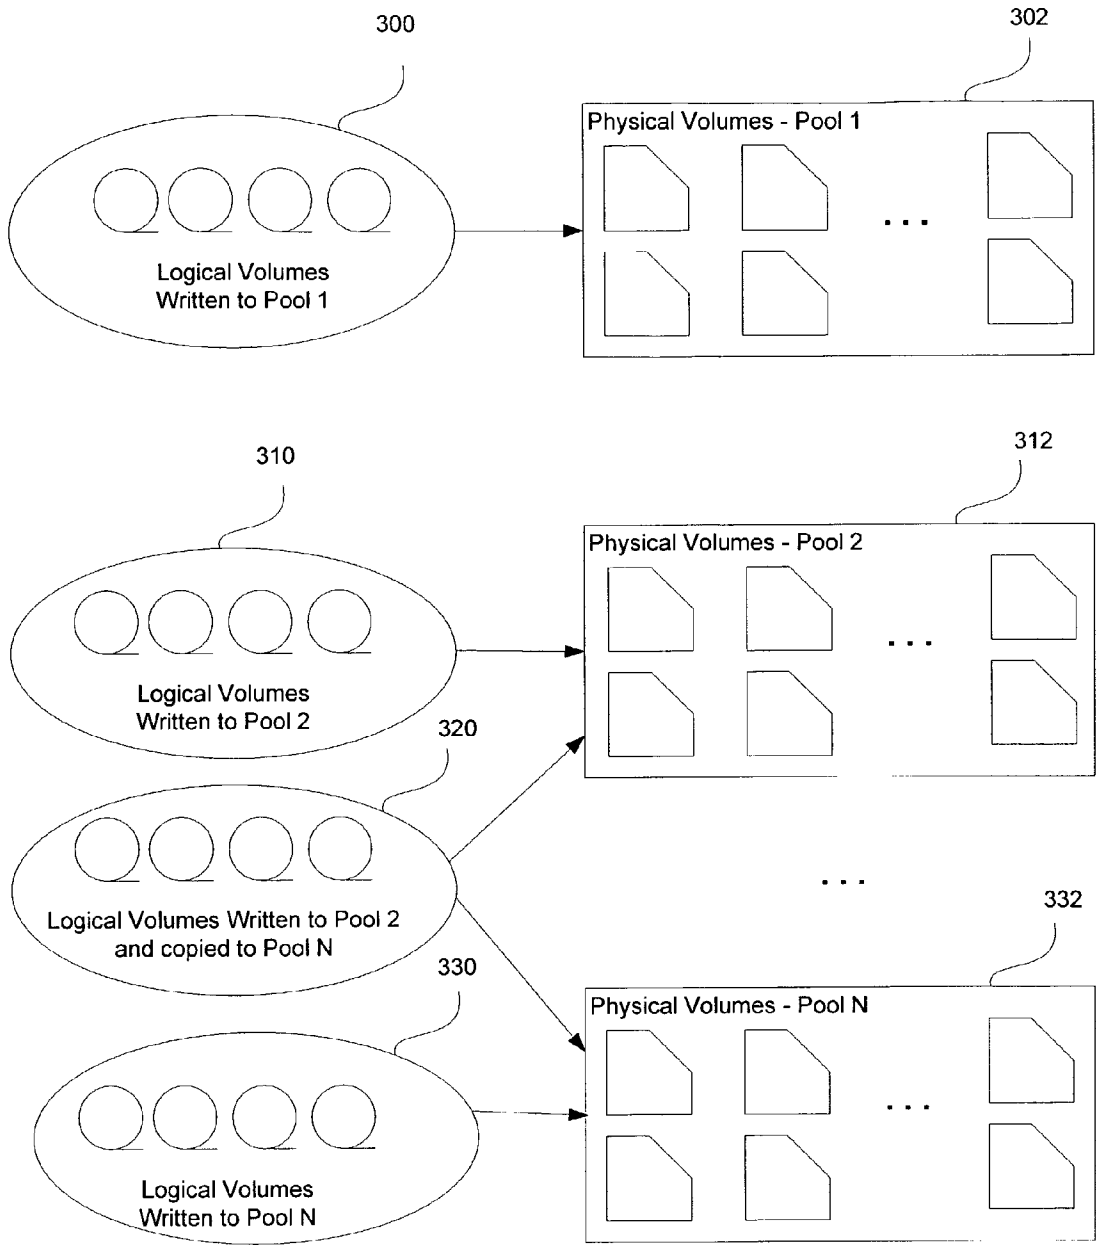 300
302
Physical Volumes - Pool 1
. . .
Logical Volumes
Written to Pool 1
310
312
Physical Volumes - Pool 2
. . .
Logical Volumes
Written to Pool 2
320
. . .
Logical Volumes Written to Pool 2
and copied to Pool N
332
330
Physical Volumes - Pool N
. . .
Logical Volumes
Written to Pool N